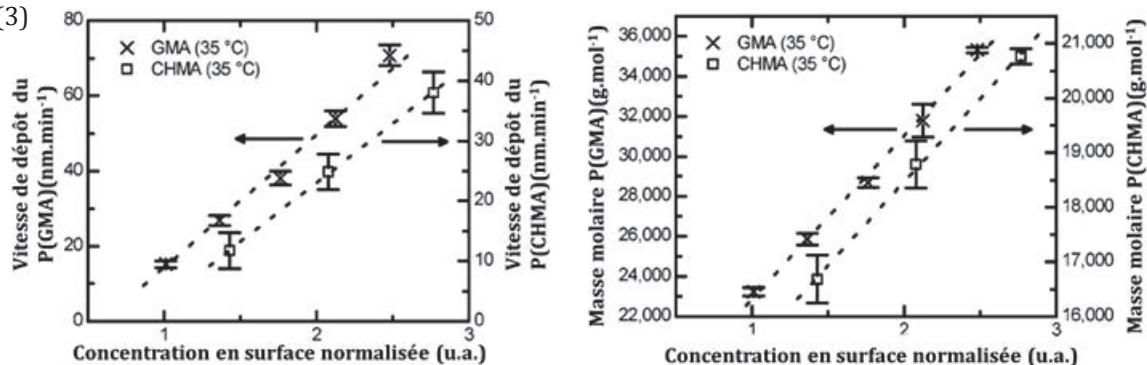 (3)
Vitesse de dépôt du
P(GMA)(nm.min⁻¹)
80
60
40
20
0
GMA (35 °C)
CHMA (35 °C)
50
40
30
20
10
0
Vitesse de dépôt du
P(CHMA)(nm.min⁻¹)
1
2
3
Concentration en surface normalisée (u.a.)
Masse molaire P(GMA)(g.mol⁻¹)
36,000
34,000
32,000
30,000
28,000
26,000
24,000
22,000
GMA (35 °C)
CHMA (35 °C)
21,000
20,000
19,000
18,000
17,000
16,000
Masse molaire P(CHMA)(g.mol⁻¹)
1
2
3
Concentration en surface normalisée (u.a.)